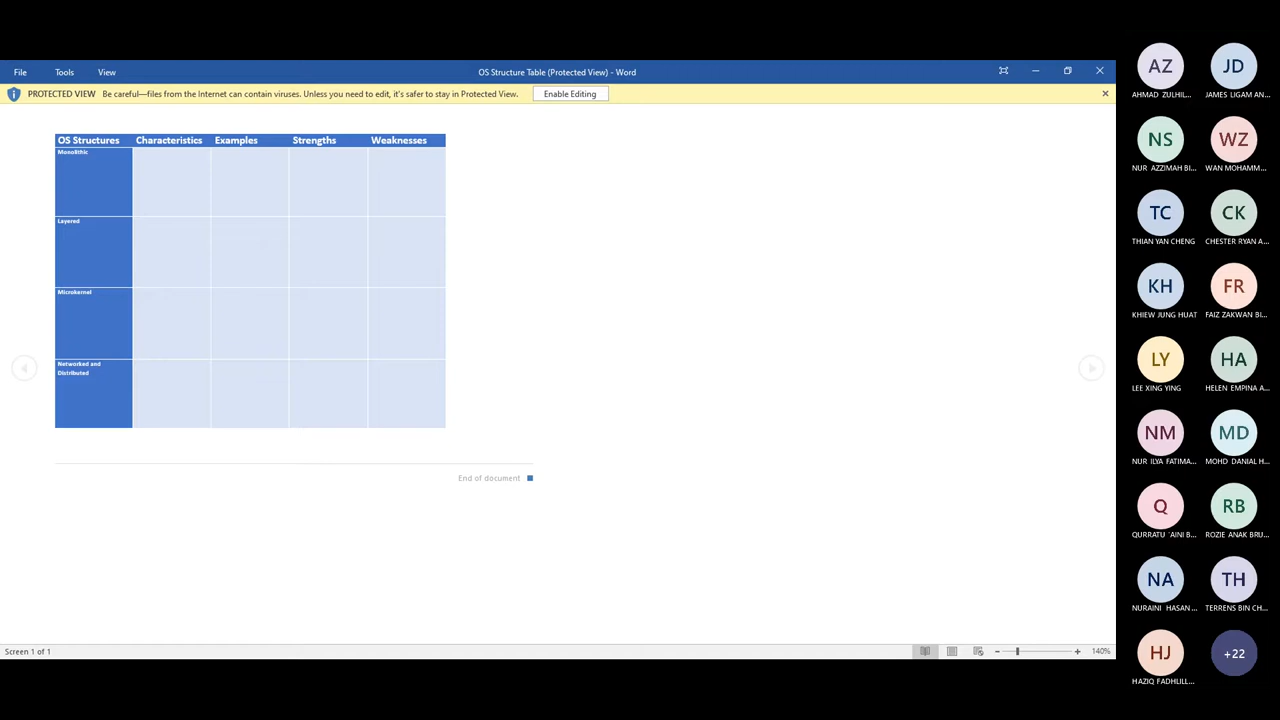 File Tools View OS Structure Table (Protected View) - Word
PROTECTED VIEW Be careful—files from the Internet can contain viruses. Unless you need to edit, it's safer to stay in Protected View. Enable Editing
OS Structures Characteristics Examples Strengths Weaknesses
Monolithic
Layered
Microkernel
Networked and
Distributed
End of document
Screen 1 of 1 140%
AZ JD
AHMAD ZULHIL... JAMES LIGAM AN...
NS WZ
NUR AZZIMAH BI... WAN MOHAMM...
TC CK
THIAN YAN CHENG CHESTER RYAN A...
KH FR
KHIEW JUNG HUAT FAIZ ZAKWAN BI...
LY HA
LEE XING YING HELEN EMPINA A...
NM MD
NUR ILYA FATIMA... MOHD DANIAL H...
Q RB
QURRATU `AINI B... ROZIE ANAK BRU...
NA TH
NURAINI HASAN ... TERRENS BIN CH...
HJ +22
HAZIQ FADHLILL...